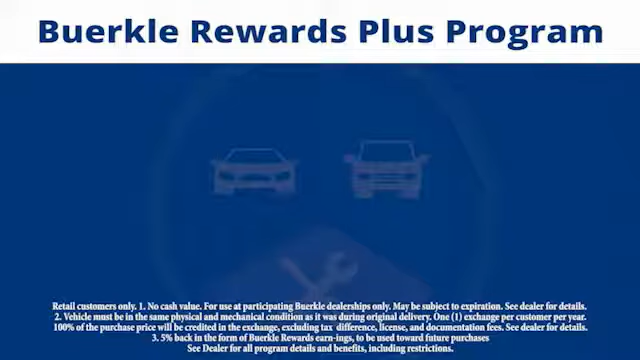 Buerkle Rewards Plus Program
Retail customers only. 1. No cash value. For use at participating Buerkle dealerships only. May be subject to expiration. See dealer for details.
2. Vehicle must be in the same physical and mechanical condition as it was during original delivery. One (1) exchange per customer per year.
100% of the purchase price will be credited in the exchange, excluding tax difference, license, and documentation fees. See dealer for details.
3. 5% back in the form of Buerkle Rewards earn-ings, to be used toward future purchases
See Dealer for all program details and benefits, including restrictions.